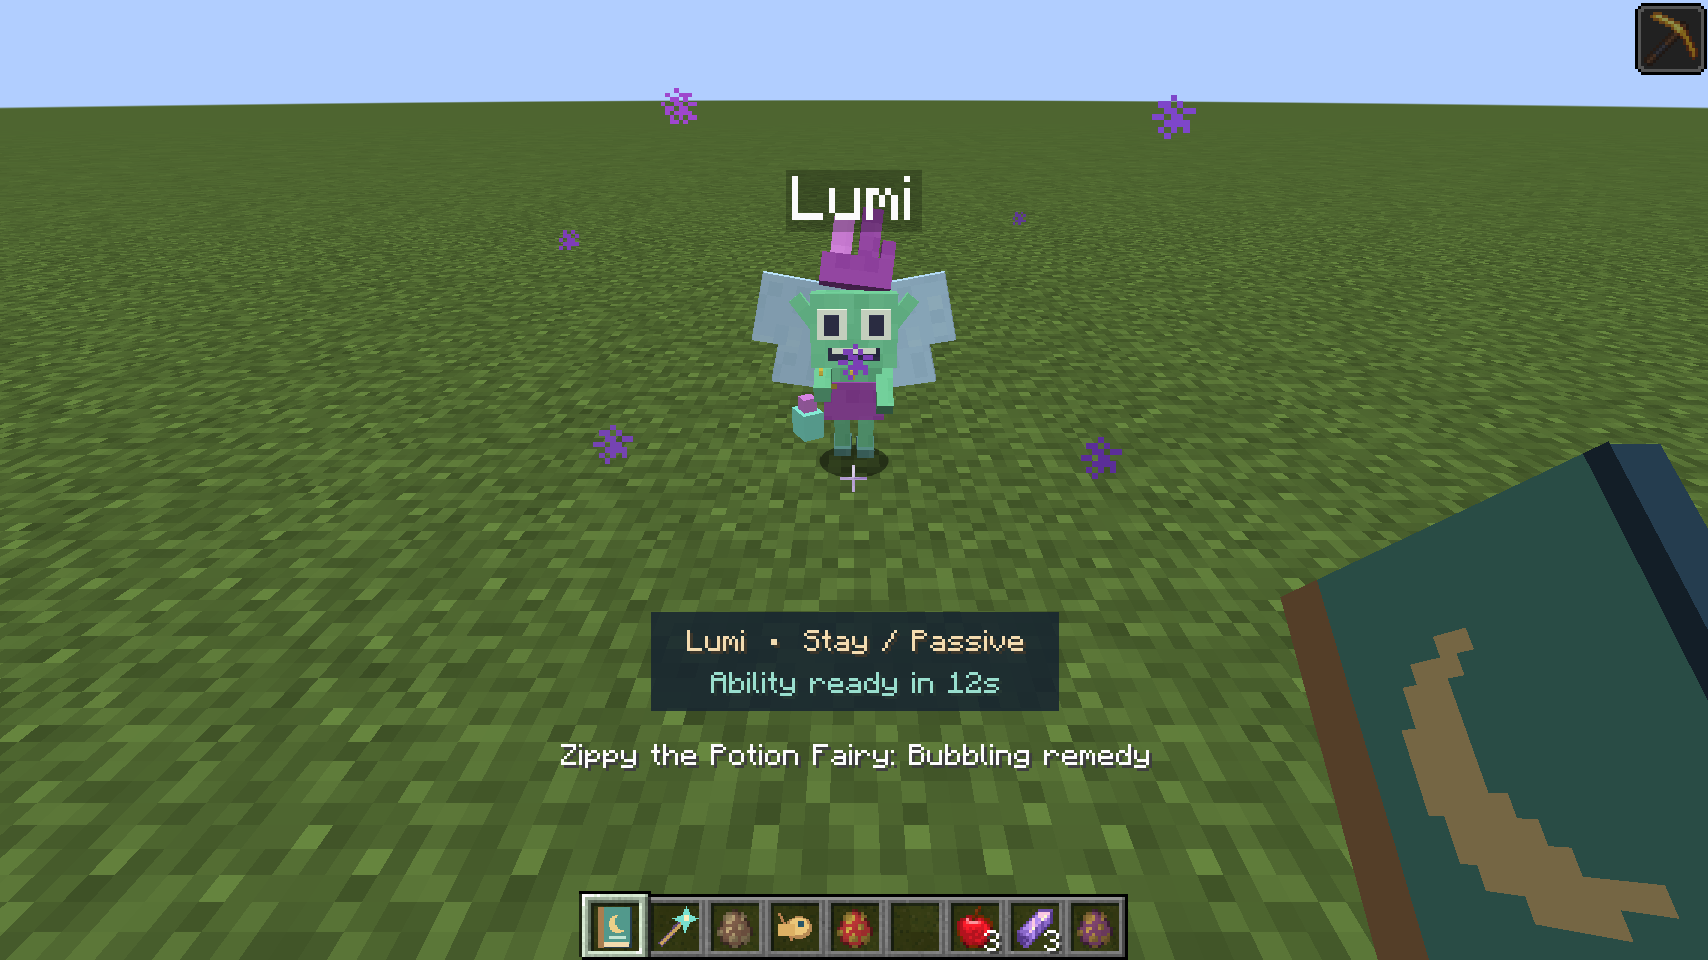 Lumi
Lumi • Stay / Passive
Ability ready in 12s
Zippy the Potion Fairy: Bubbling remedy
3
3